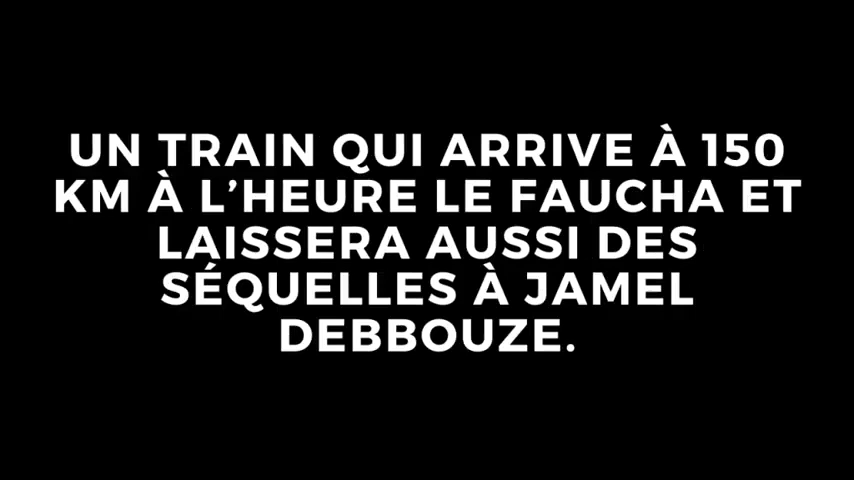 UN TRAIN QUI ARRIVE À 150
KM À L’HEURE LE FAUCHA ET
LAISSERA AUSSI DES
SÉQUELLES À JAMEL
DEBBOUZE.